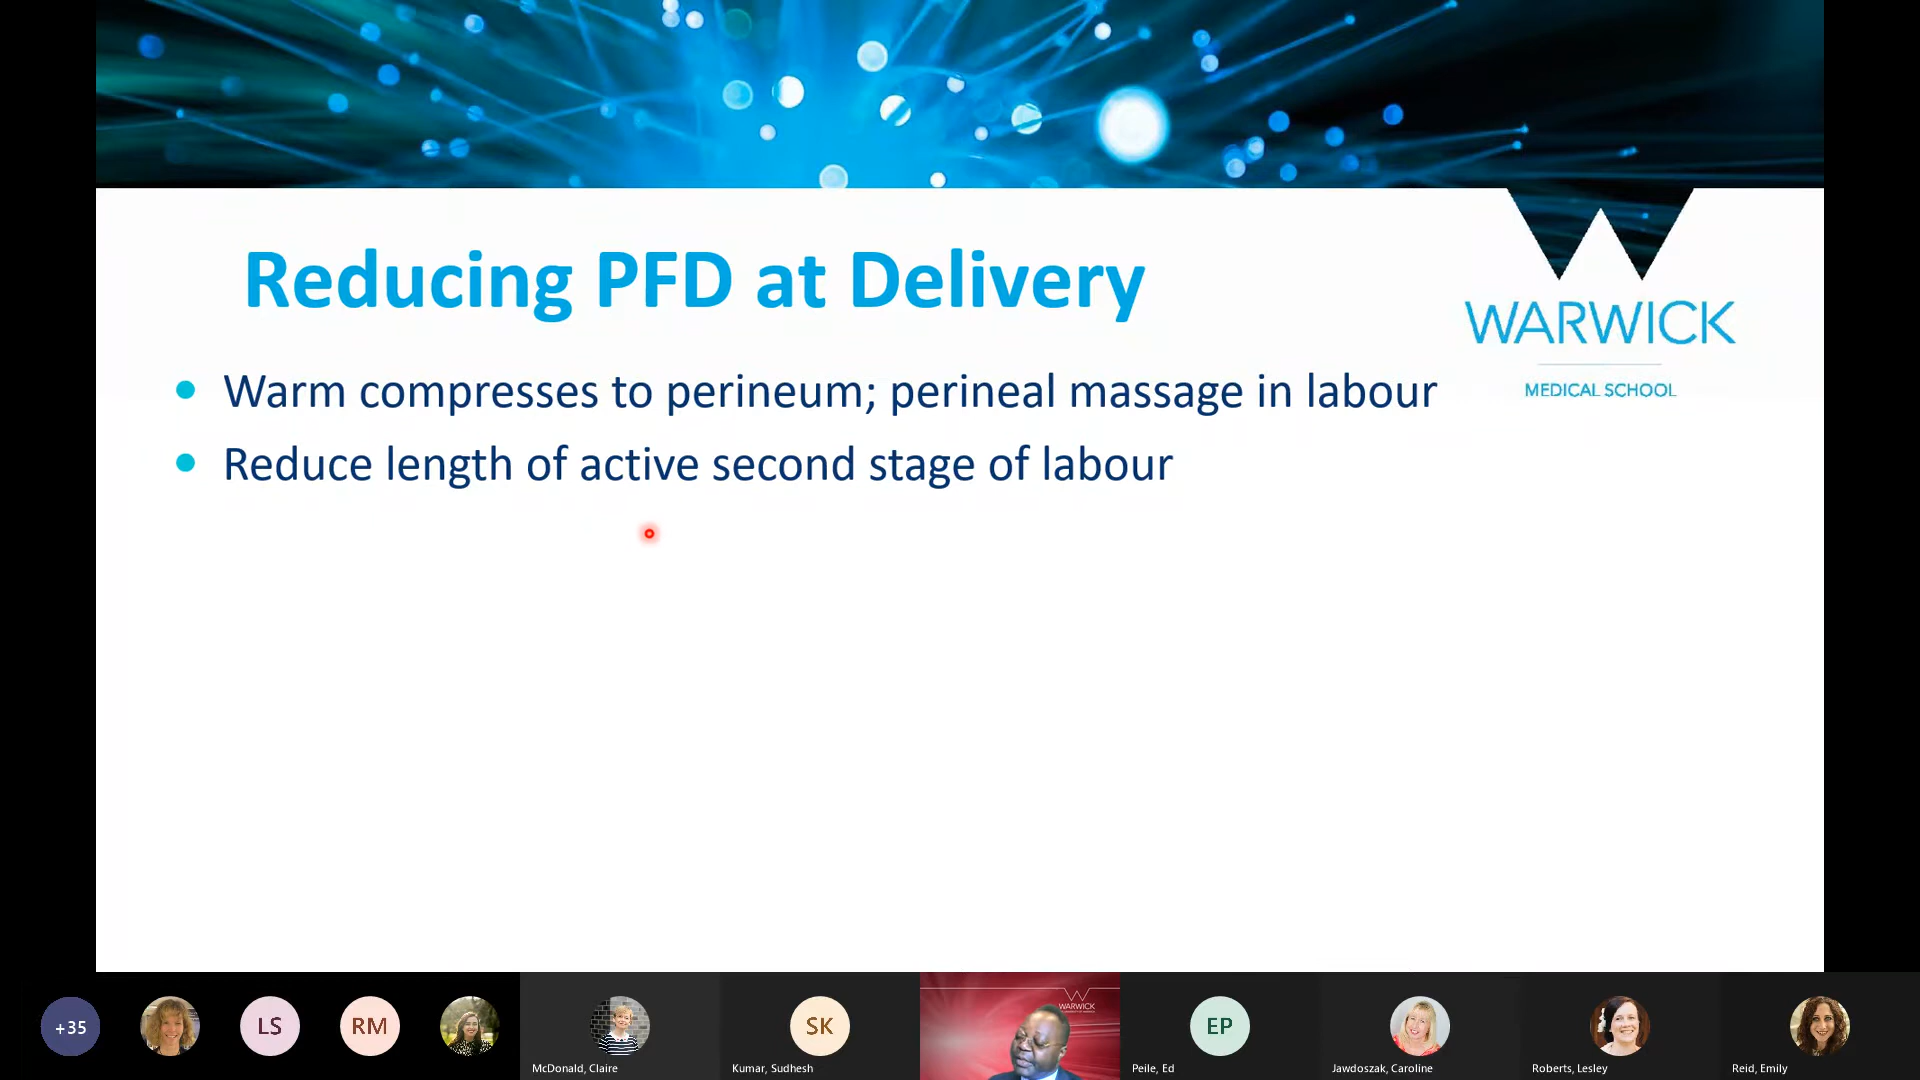 Reducing PFD at Delivery
WARWICK
MEDICAL SCHOOL
Warm compresses to perineum; perineal massage in labour
Reduce length of active second stage of labour
+35
LS
RM
McDonald, Claire
SK
Kumar, Sudhesh
WARWICK
EP
Peile, Ed
Jawdoszak, Caroline
Roberts, Lesley
Reid, Emily